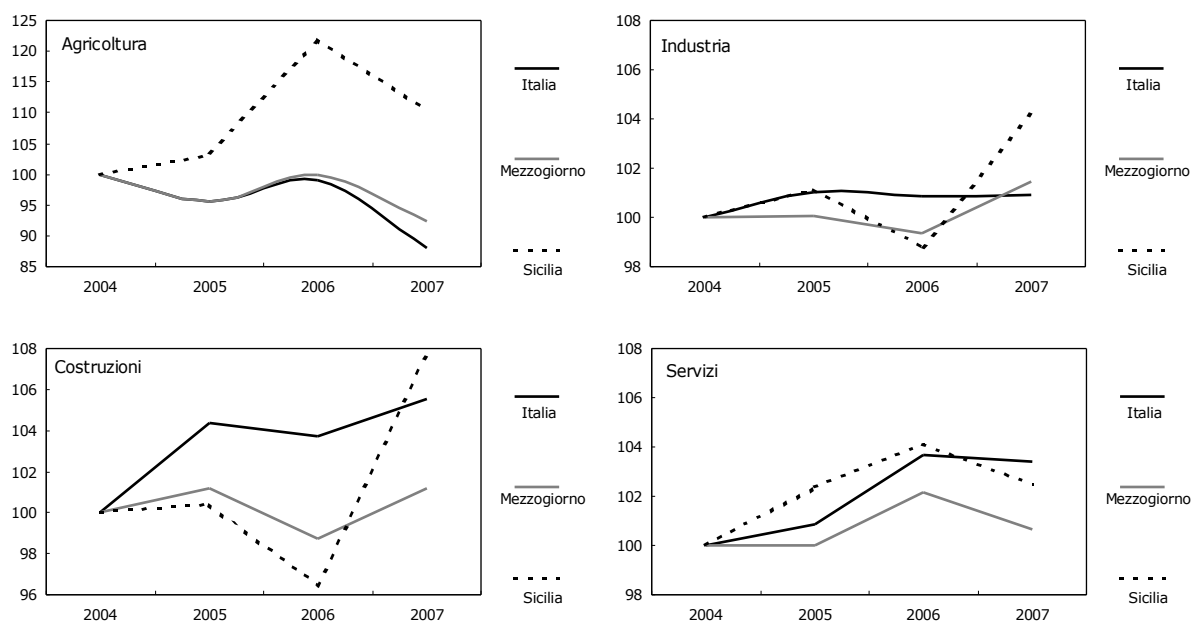 Agricoltura
125
120
115
110
105
100
95
90
85
2004 2005 2006 2007
Italia
Mezzogiorno
Sicilia
Industria
108
106
104
102
100
98
2004 2005 2006 2007
Italia
Mezzogiorno
Sicilia
Costruzioni
108
106
104
102
100
98
96
2004 2005 2006 2007
Italia
Mezzogiorno
Sicilia
Servizi
108
106
104
102
100
98
2004 2005 2006 2007
Italia
Mezzogiorno
Sicilia